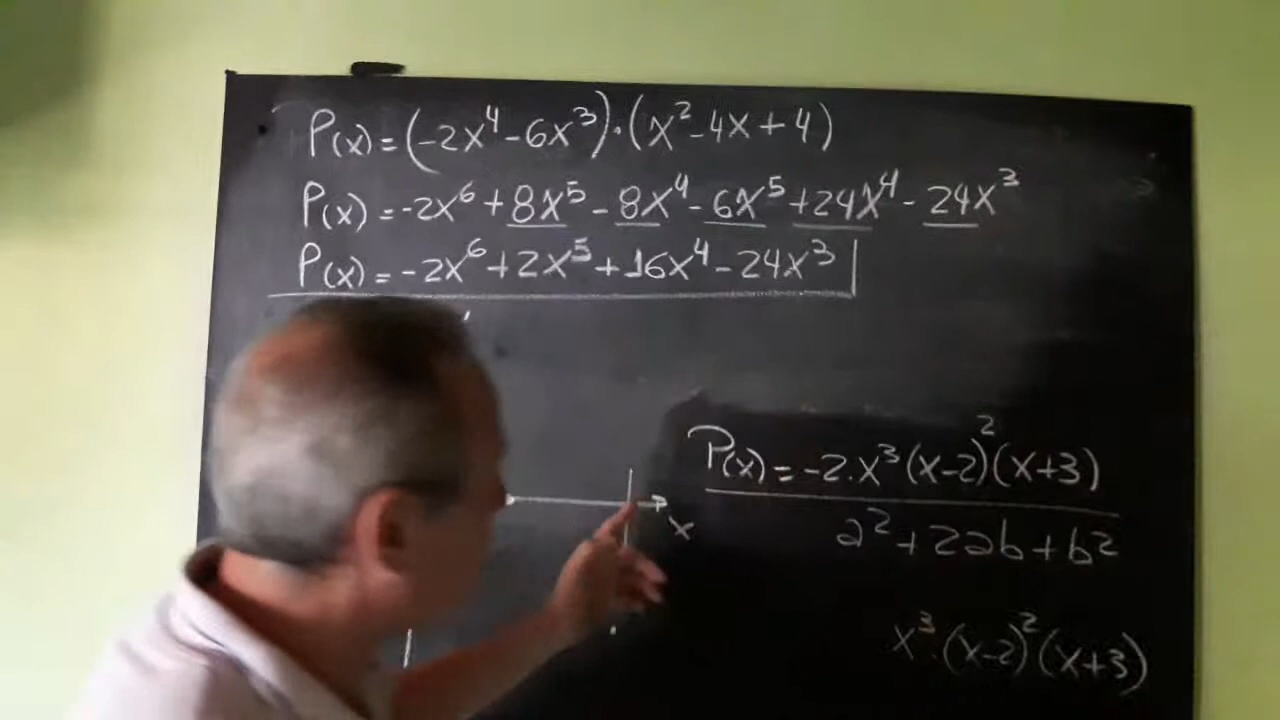 P(x)=(-2x⁴-6x³)·(x²-4x+4)
P(x)=-2x⁶+8x⁵-8x⁴-6x⁵+24x⁴-24x³
P(x)=-2x⁶+2x⁵+16x⁴-24x³
P(x)=-2.x³(x-2)²(x+3)
x
a²+2ab+b²
x³.(x-2)²(x+3)